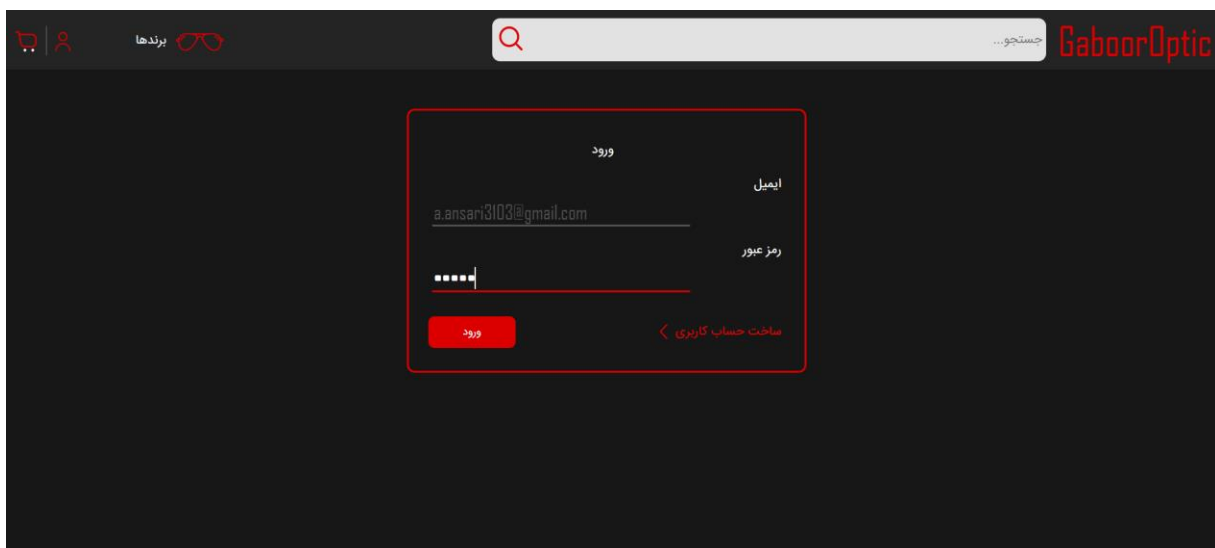 GaboorOptic
جستجو...
برندها
ورود
ایمیل
a.ansari3103@gmail.com
رمز عبور
•••••
ساخت حساب کاربری
ورود